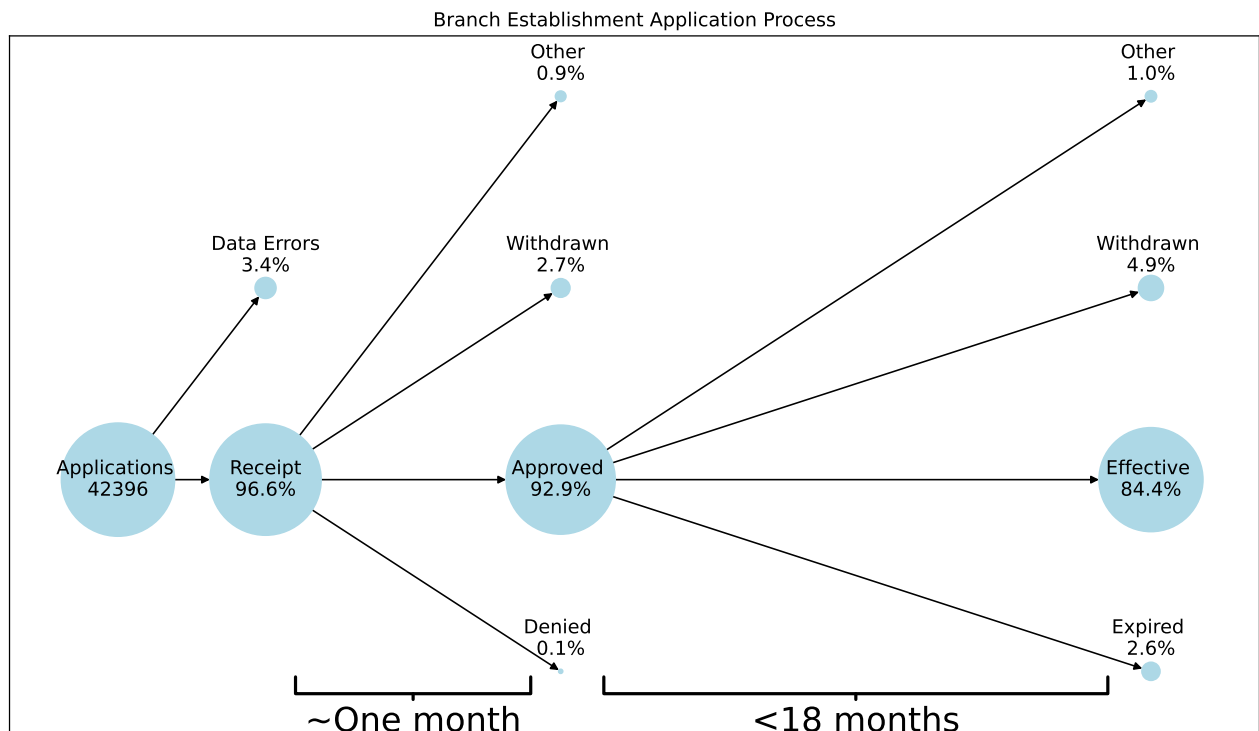 Branch Establishment Application Process
Other
0.9%
Other
1.0%
Data Errors
3.4%
Withdrawn
2.7%
Withdrawn
4.9%
Applications
42396
Receipt
96.6%
Approved
92.9%
Effective
84.4%
Denied
0.1%
Expired
2.6%
~One month
<18 months